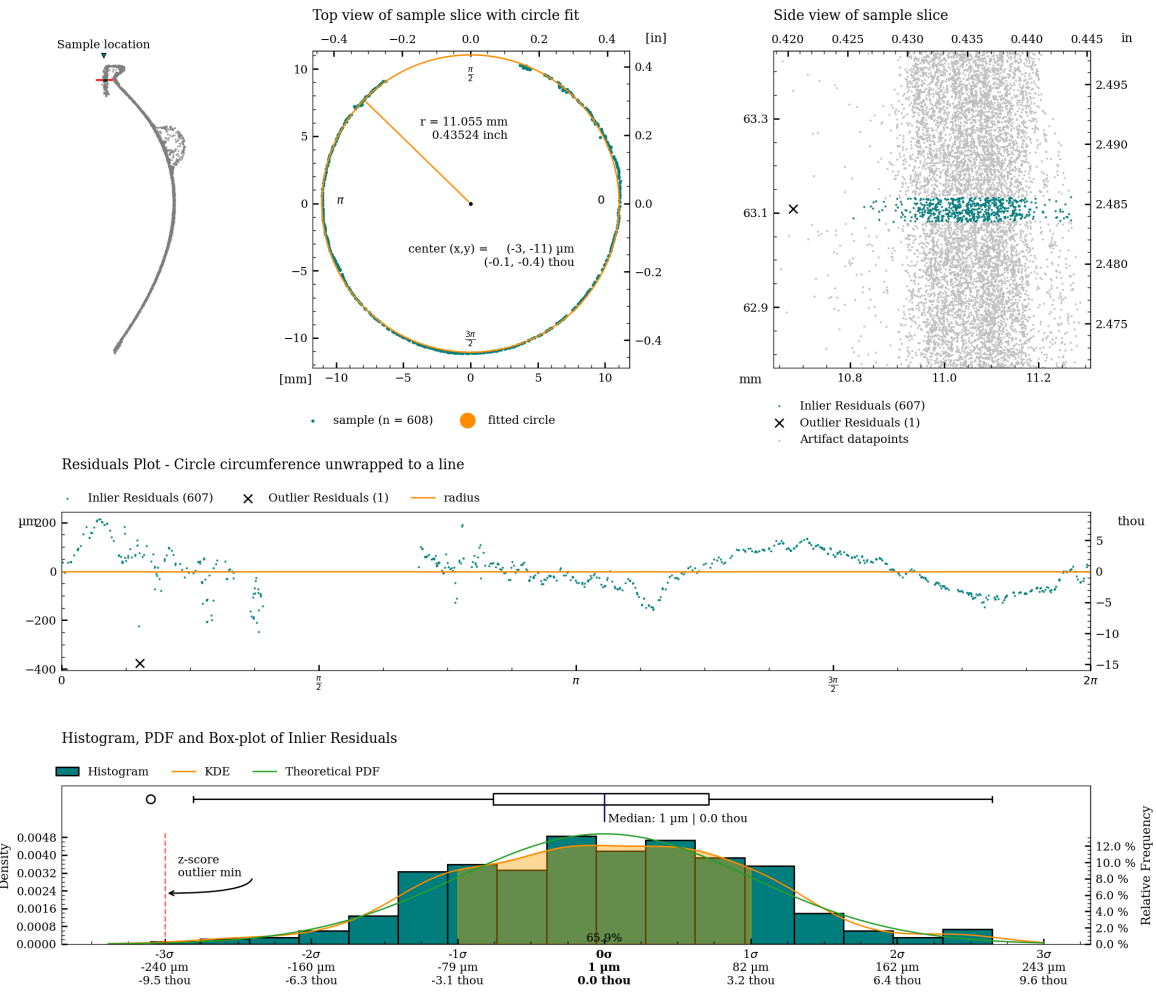 Top view of sample slice with circle fit
Side view of sample slice
Sample location
−0.4 −0.2 0.0 0.2 0.4 [in]
0.420 0.425 0.430 0.435 0.440 0.445 in
10
5
0
−5
−10
π/2
π
0
3π/2
r = 11.055 mm
0.43524 inch
center (x,y) = (-3, -11) µm
(-0.1, -0.4) thou
0.4
0.2
0.0
−0.2
−0.4
[mm] −10 −5 0 5 10
63.3
63.1
62.9
2.495
2.490
2.485
2.480
2.475
mm 10.8 11.0 11.2
sample (n = 608) fitted circle
Inlier Residuals (607)
Outlier Residuals (1)
Artifact datapoints
Residuals Plot - Circle circumference unwrapped to a line
Inlier Residuals (607) Outlier Residuals (1) radius
µm
200
0
−200
−400
thou
5
0
−5
−10
−15
0 π/2 π 3π/2 2π
Histogram, PDF and Box-plot of Inlier Residuals
Histogram KDE Theoretical PDF
Median: 1 µm | 0.0 thou
z-score
outlier min
65.9%
Density
0.0048
0.0040
0.0032
0.0024
0.0016
0.0008
0.0000
12.0 %
10.0 %
8.0 %
6.0 %
4.0 %
2.0 %
0.0 %
Relative Frequency
-3σ -2σ -1σ 0σ 1σ 2σ 3σ
-240 µm -160 µm -79 µm 1 µm 82 µm 162 µm 243 µm
-9.5 thou -6.3 thou -3.1 thou 0.0 thou 3.2 thou 6.4 thou 9.6 thou